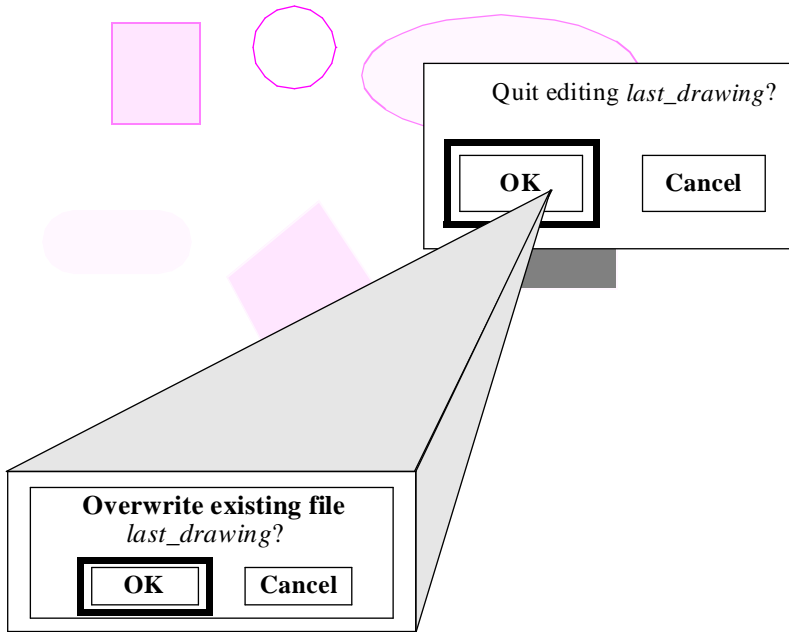 Quit editing last_drawing?
OK Cancel
Overwrite existing file
last_drawing?
OK Cancel